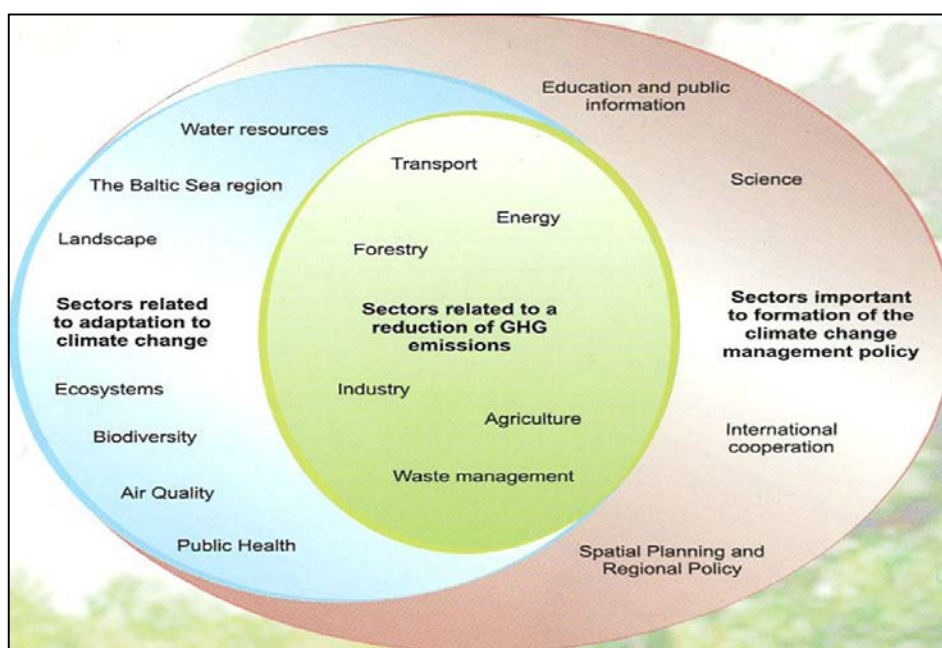 Education and public
information
Science
Sectors important
to formation of the
climate change
management policy
International
cooperation
Spatial Planning and
Regional Policy
Water resources
The Baltic Sea region
Landscape
Sectors related
to adaptation to
climate change
Ecosystems
Biodiversity
Air Quality
Public Health
Transport
Energy
Forestry
Sectors related to a
reduction of GHG
emissions
Industry
Agriculture
Waste management